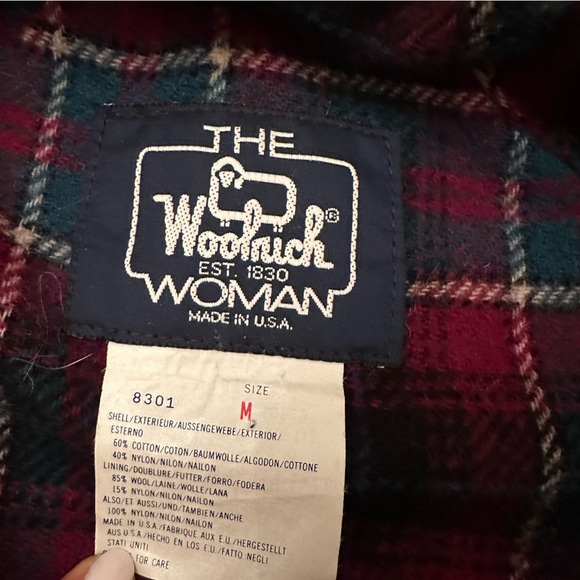 THE
Woolrich®
EST. 1830
WOMAN
MADE IN U.S.A.
SIZE
8301 M
SHELL/EXTERIEUR/AUSSENGEWEBE/EXTERIOR/
ESTERNO
60% COTTON/COTON/BAUMWOLLE/ALGODON/COTTONE
40% NYLON/NILON/NAILON
LINING/DOUBLURE/FUTTER/FORRO/FODERA
85% WOOL/LAINE/WOLLE/LANA
15% NYLON/NILON/NAILON
ALSO/ET AUSSI/UND/TAMBIEN/ANCHE
100% NYLON/NILON/NAILON
MADE IN U.S.A/FABRIQUE AUX E.U./HERGESTELLT
AUS U.S.A/HECHO EN LOS E.U./FATTO NEGLI
STATI UNITI
FOR CARE